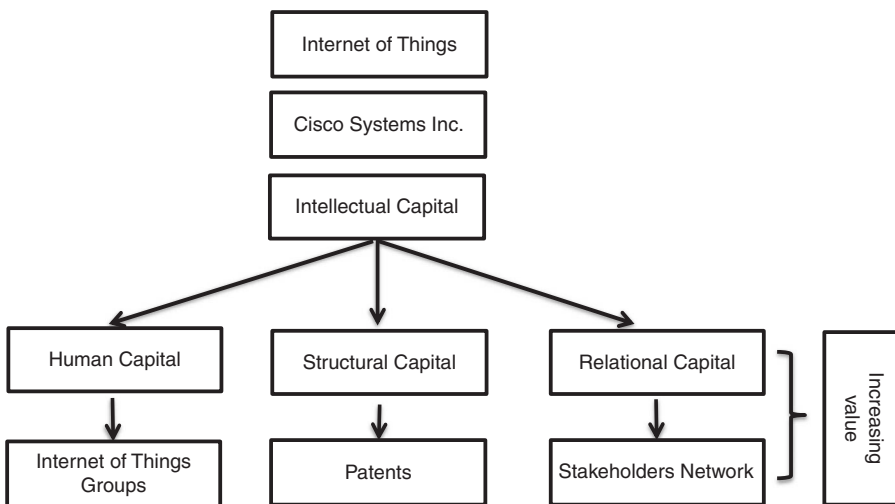 Internet of Things
Cisco Systems Inc.
Intellectual Capital
Human Capital
Structural Capital
Relational Capital
Internet of Things
Groups
Patents
Stakeholders Network
Increasing
value